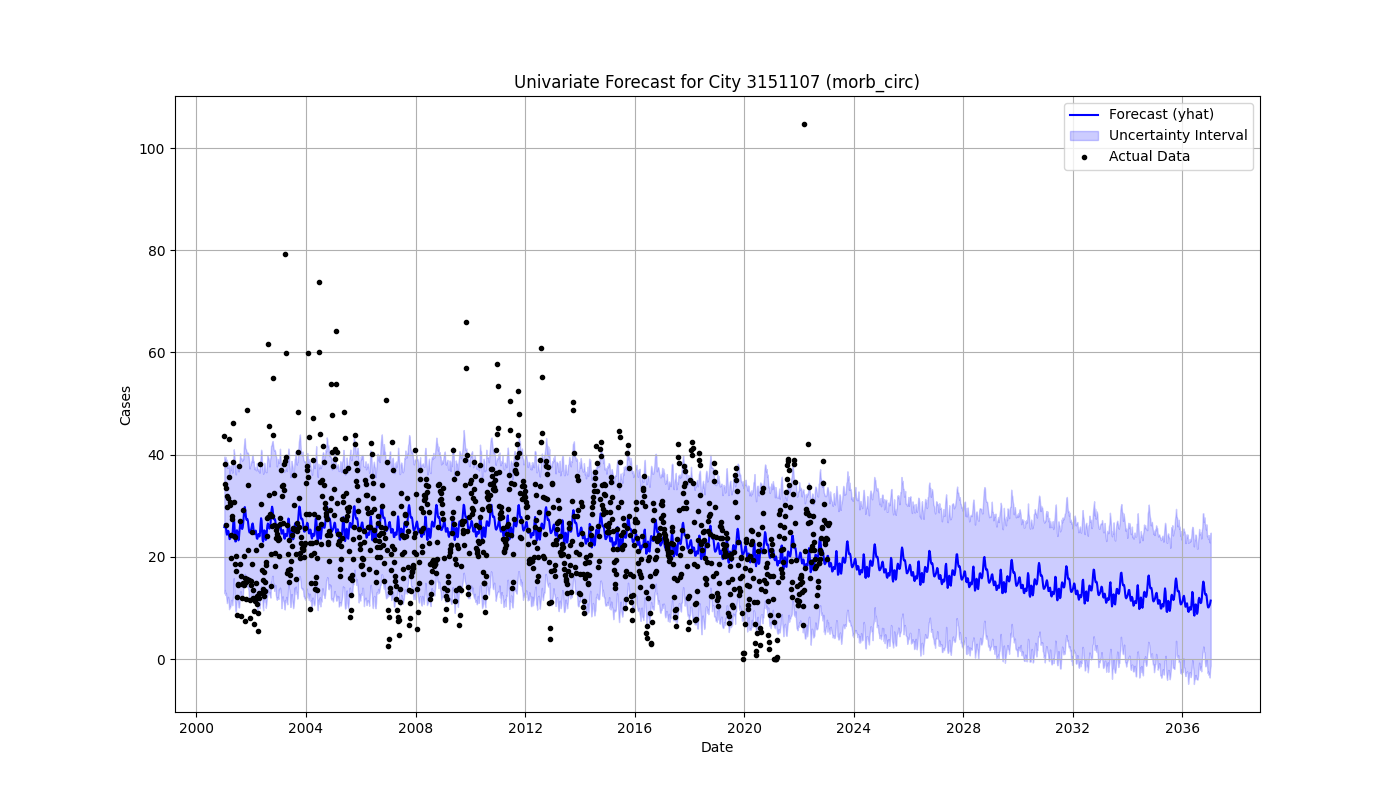 Univariate Forecast for City 3151107 (morb_circ)
Forecast (yhat)
Uncertainty Interval
Actual Data
Cases
100
80
60
40
20
0
2000 2004 2008 2012 2016 2020 2024 2028 2032 2036
Date